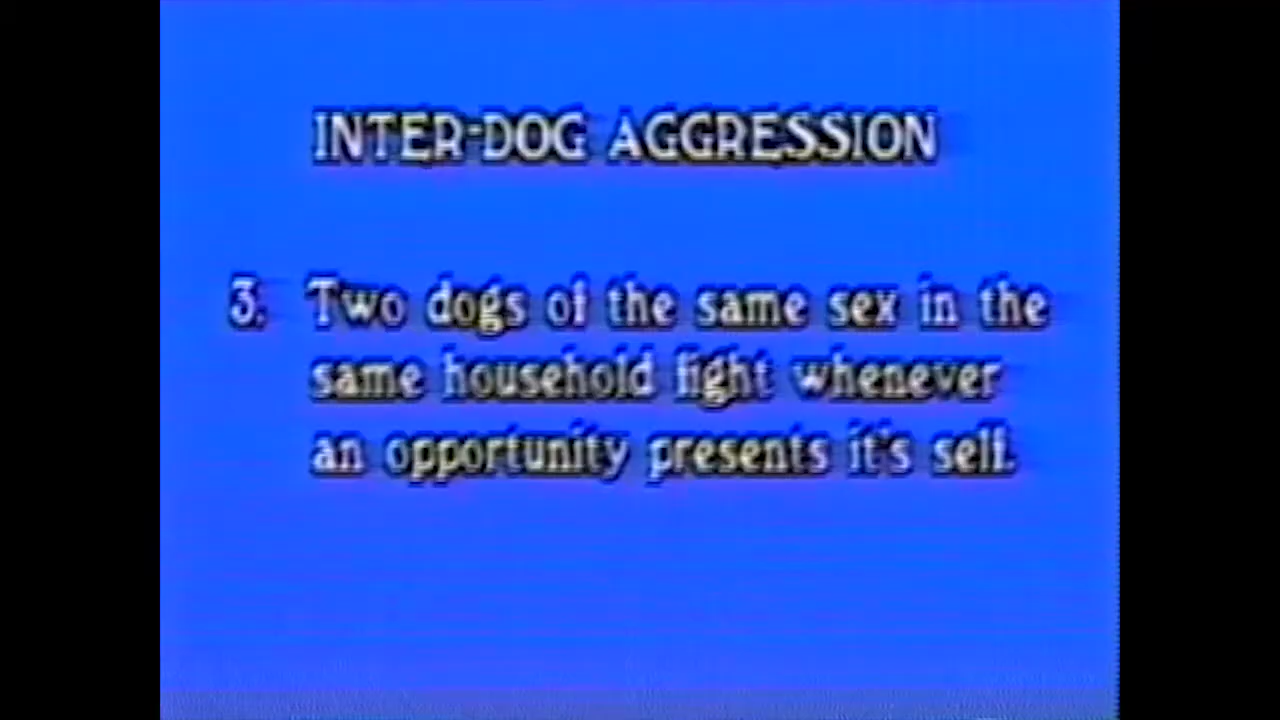 INTER-DOG AGGRESSION
3. Two dogs of the same sex in the
same household fight whenever
an opportunity presents it's self.